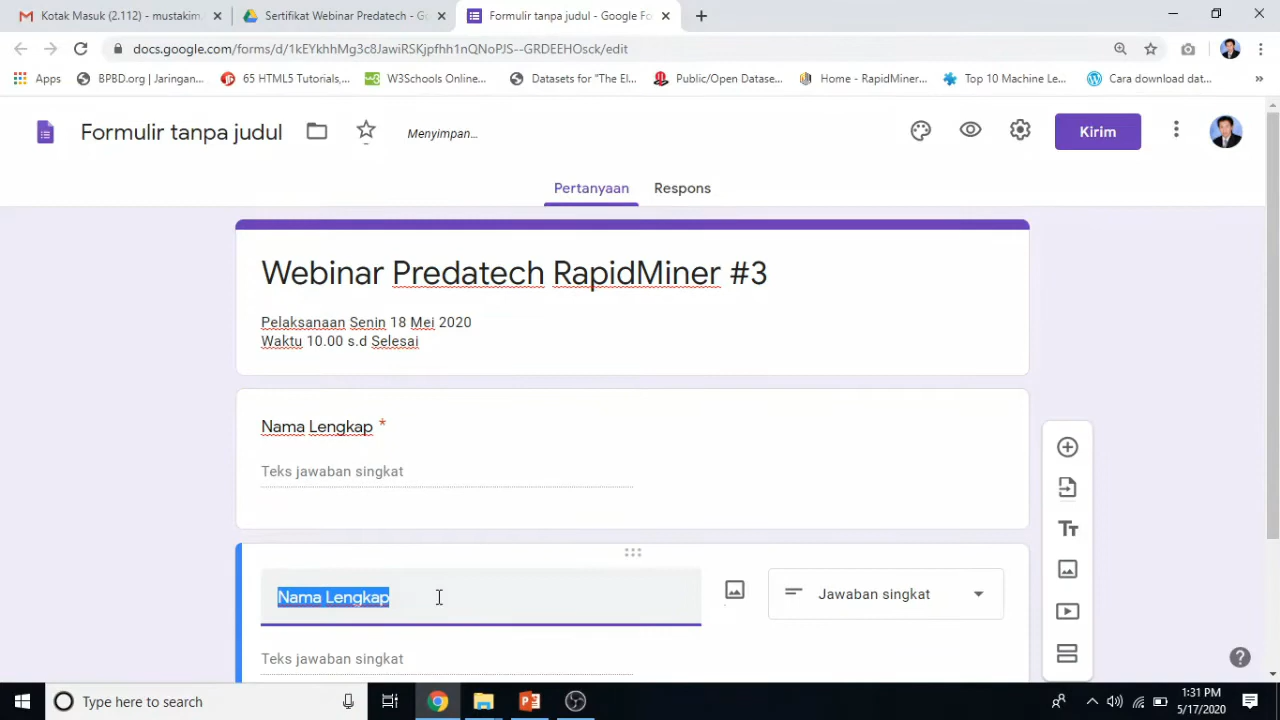 Kotak Masuk (2.112) - mustakim
Sertifikat Webinar Predatech - Go
Formulir tanpa judul - Google Fo
docs.google.com/forms/d/1kEYkhhMg3c8JawiRSKjpfhh1nQNoPJS--GRDEEHOsck/edit
Apps
BPBD.org | Jaringan...
65 HTML5 Tutorials,...
W3Schools Online...
Datasets for "The El...
Public/Open Datase...
Home - RapidMiner...
Top 10 Machine Le...
Cara download dat...
Formulir tanpa judul
Menyimpan...
Kirim
Pertanyaan
Respons
Webinar Predatech RapidMiner #3
Pelaksanaan Senin 18 Mei 2020
Waktu 10.00 s.d Selesai
Nama Lengkap *
Teks jawaban singkat
Nama Lengkap
Jawaban singkat
Teks jawaban singkat
Type here to search
1:31 PM
5/17/2020